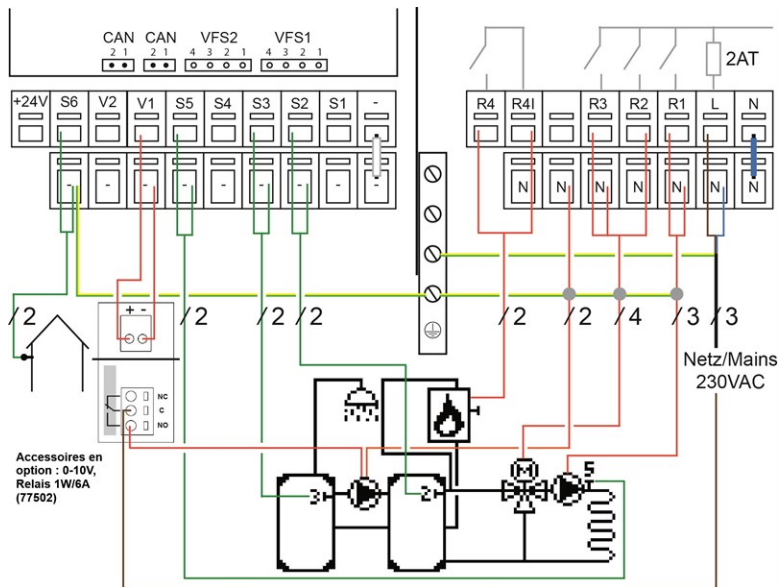 CAN CAN VFS2 VFS1
2 1 2 1 4 3 2 1 4 3 2 1
2AT
+24V S6 V2 V1 S5 S4 S3 S2 S1 - R4 R4I R3 R2 R1 L N
- - - - - - - - - N N N N N N
+ -
/2 /2 /2 /2 /2 /2 /4 /3 /3
Netz/Mains
230VAC
NC
C
NO
Accessoires en
option : 0-10V,
Relais 1W/6A
(77502)
M
3 2 5